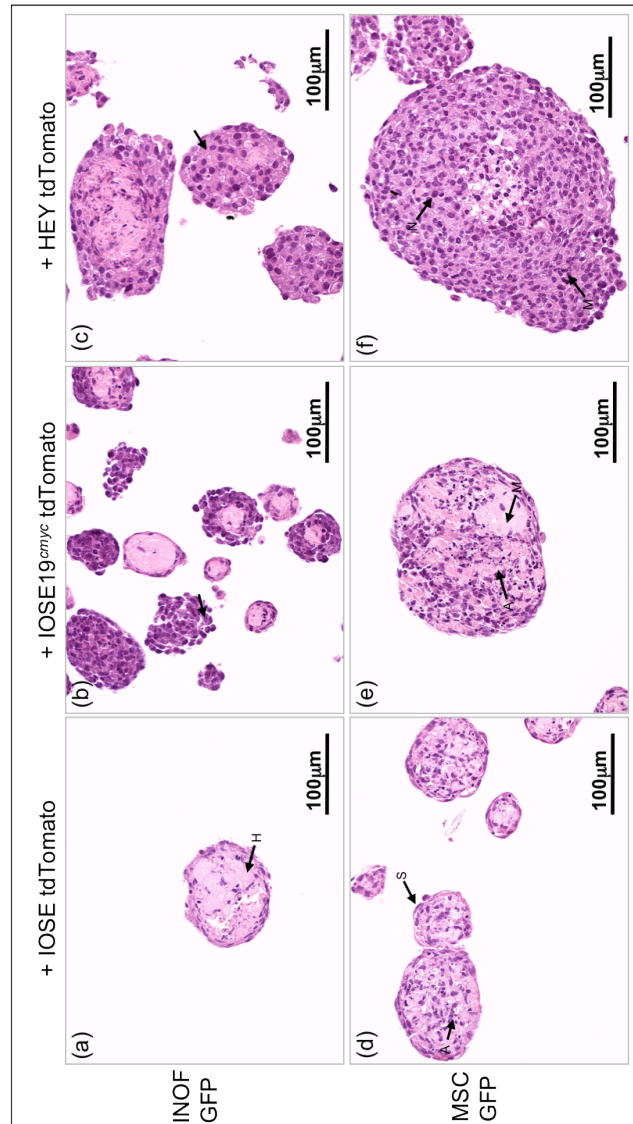 + IOSE tdTomato
+ IOSE19cmyc tdTomato
+ HEY tdTomato
INOF
GFP
(a)
H
100µm
(b)
100µm
(c)
100µm
MSC
GFP
(d)
A
S
100µm
(e)
A
M
100µm
(f)
N
M
100µm